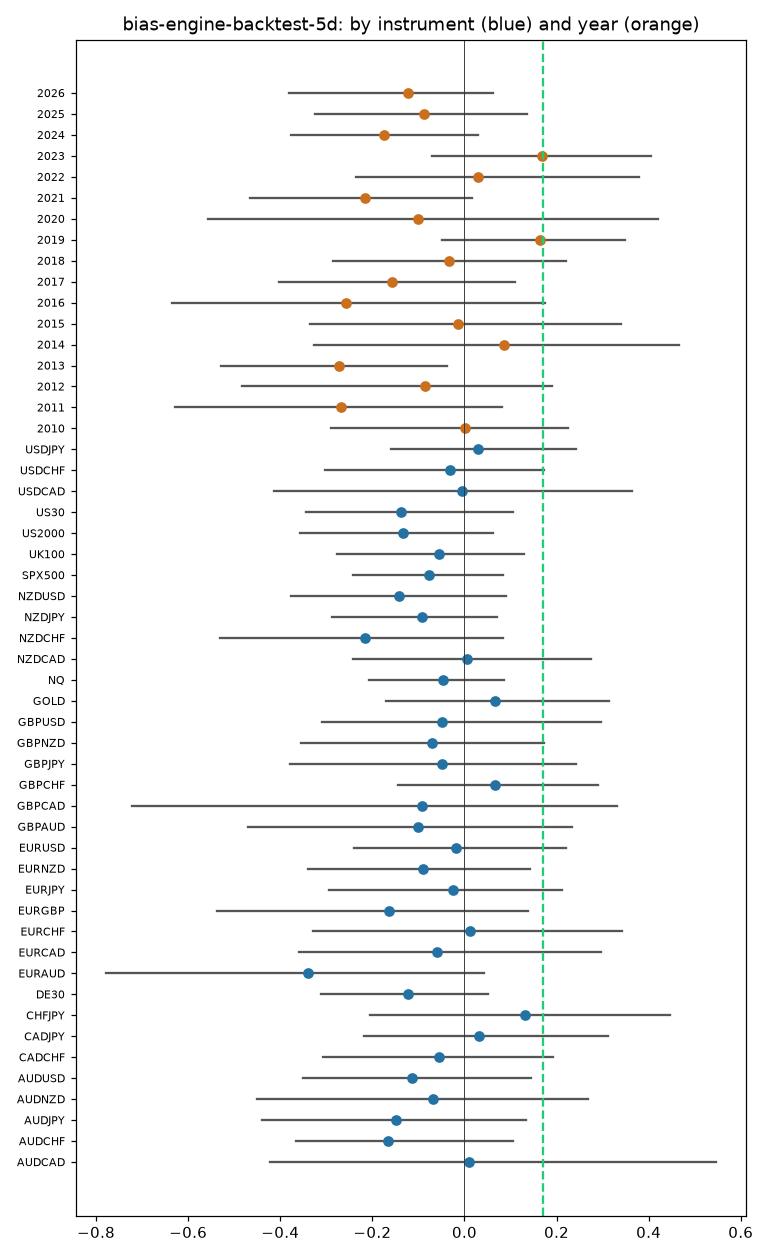 bias-engine-backtest-5d: by instrument (blue) and year (orange)
2026
2025
2024
2023
2022
2021
2020
2019
2018
2017
2016
2015
2014
2013
2012
2011
2010
USDJPY
USDCHF
USDCAD
US30
US2000
UK100
SPX500
NZDUSD
NZDJPY
NZDCHF
NZDCAD
NQ
GOLD
GBPUSD
GBPNZD
GBPJPY
GBPCHF
GBPCAD
GBPAUD
EURUSD
EURNZD
EURJPY
EURGBP
EURCHF
EURCAD
EURAUD
DE30
CHFJPY
CADJPY
CADCHF
AUDUSD
AUDNZD
AUDJPY
AUDCHF
AUDCAD
−0.8 −0.6 −0.4 −0.2 0.0 0.2 0.4 0.6